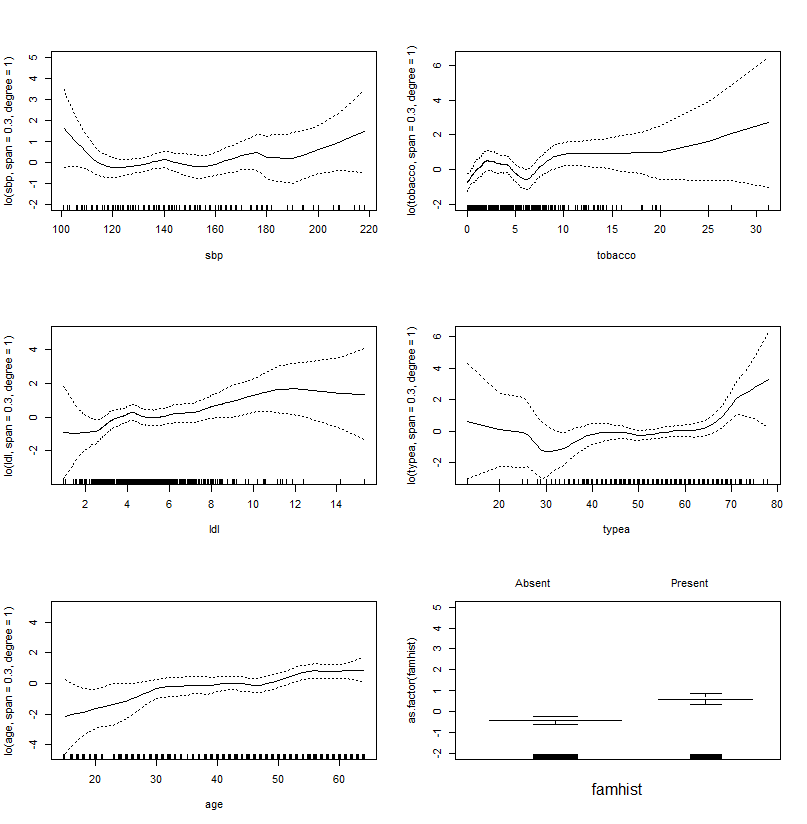 lo(sbp, span = 0.3, degree = 1)
5
4
3
2
1
0
-1
-2
100 120 140 160 180 200 220
sbp
lo(tobacco, span = 0.3, degree = 1)
6
4
2
0
-2
0 5 10 15 20 25 30
tobacco
lo(ldl, span = 0.3, degree = 1)
4
2
0
-2
2 4 6 8 10 12 14
ldl
lo(typea, span = 0.3, degree = 1)
6
4
2
0
-2
20 30 40 50 60 70 80
typea
lo(age, span = 0.3, degree = 1)
4
2
0
-2
-4
20 30 40 50 60
age
Absent Present
as.factor(famhist)
5
4
3
2
1
0
-1
-2
famhist